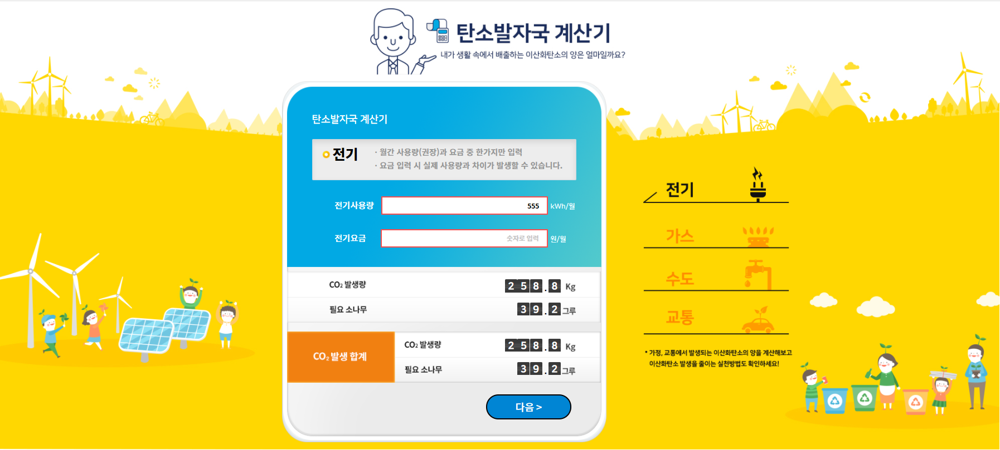 탄소발자국 계산기
내가 생활 속에서 배출하는 이산화탄소의 양은 얼마일까요?
탄소발자국 계산기
전기
· 월간 사용량(권장)과 요금 중 한가지만 입력
· 요금 입력 시 실제 사용량과 차이가 발생할 수 있습니다.
전기사용량 555 kWh/월
전기요금 숫자로 입력 원/월
CO₂ 발생량 258.8 Kg
필요 소나무 39.2 그루
CO₂ 발생 합계
CO₂ 발생량 258.8 Kg
필요 소나무 39.2 그루
다음 >
전기
가스
수도
교통
• 가정, 교통에서 발생되는 이산화탄소의 양을 계산해보고
이산화탄소 발생을 줄이는 실천방법도 확인하세요!